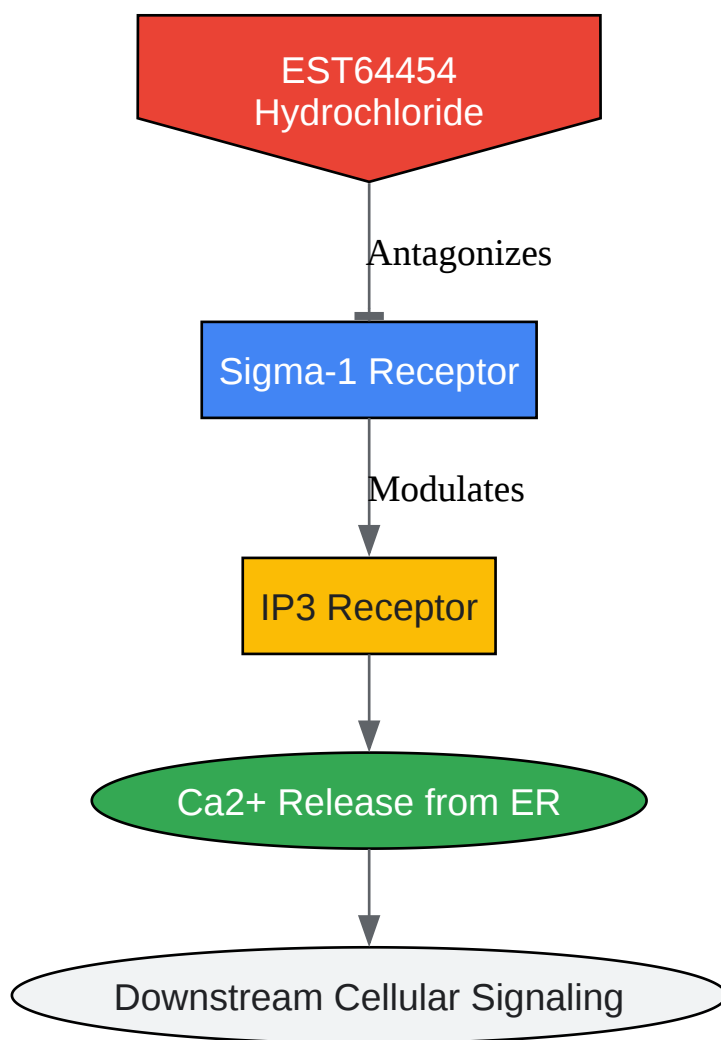 EST64454
Hydrochloride
Antagonizes
Sigma-1 Receptor
Modulates
IP3 Receptor
Ca2+ Release from ER
Downstream Cellular Signaling